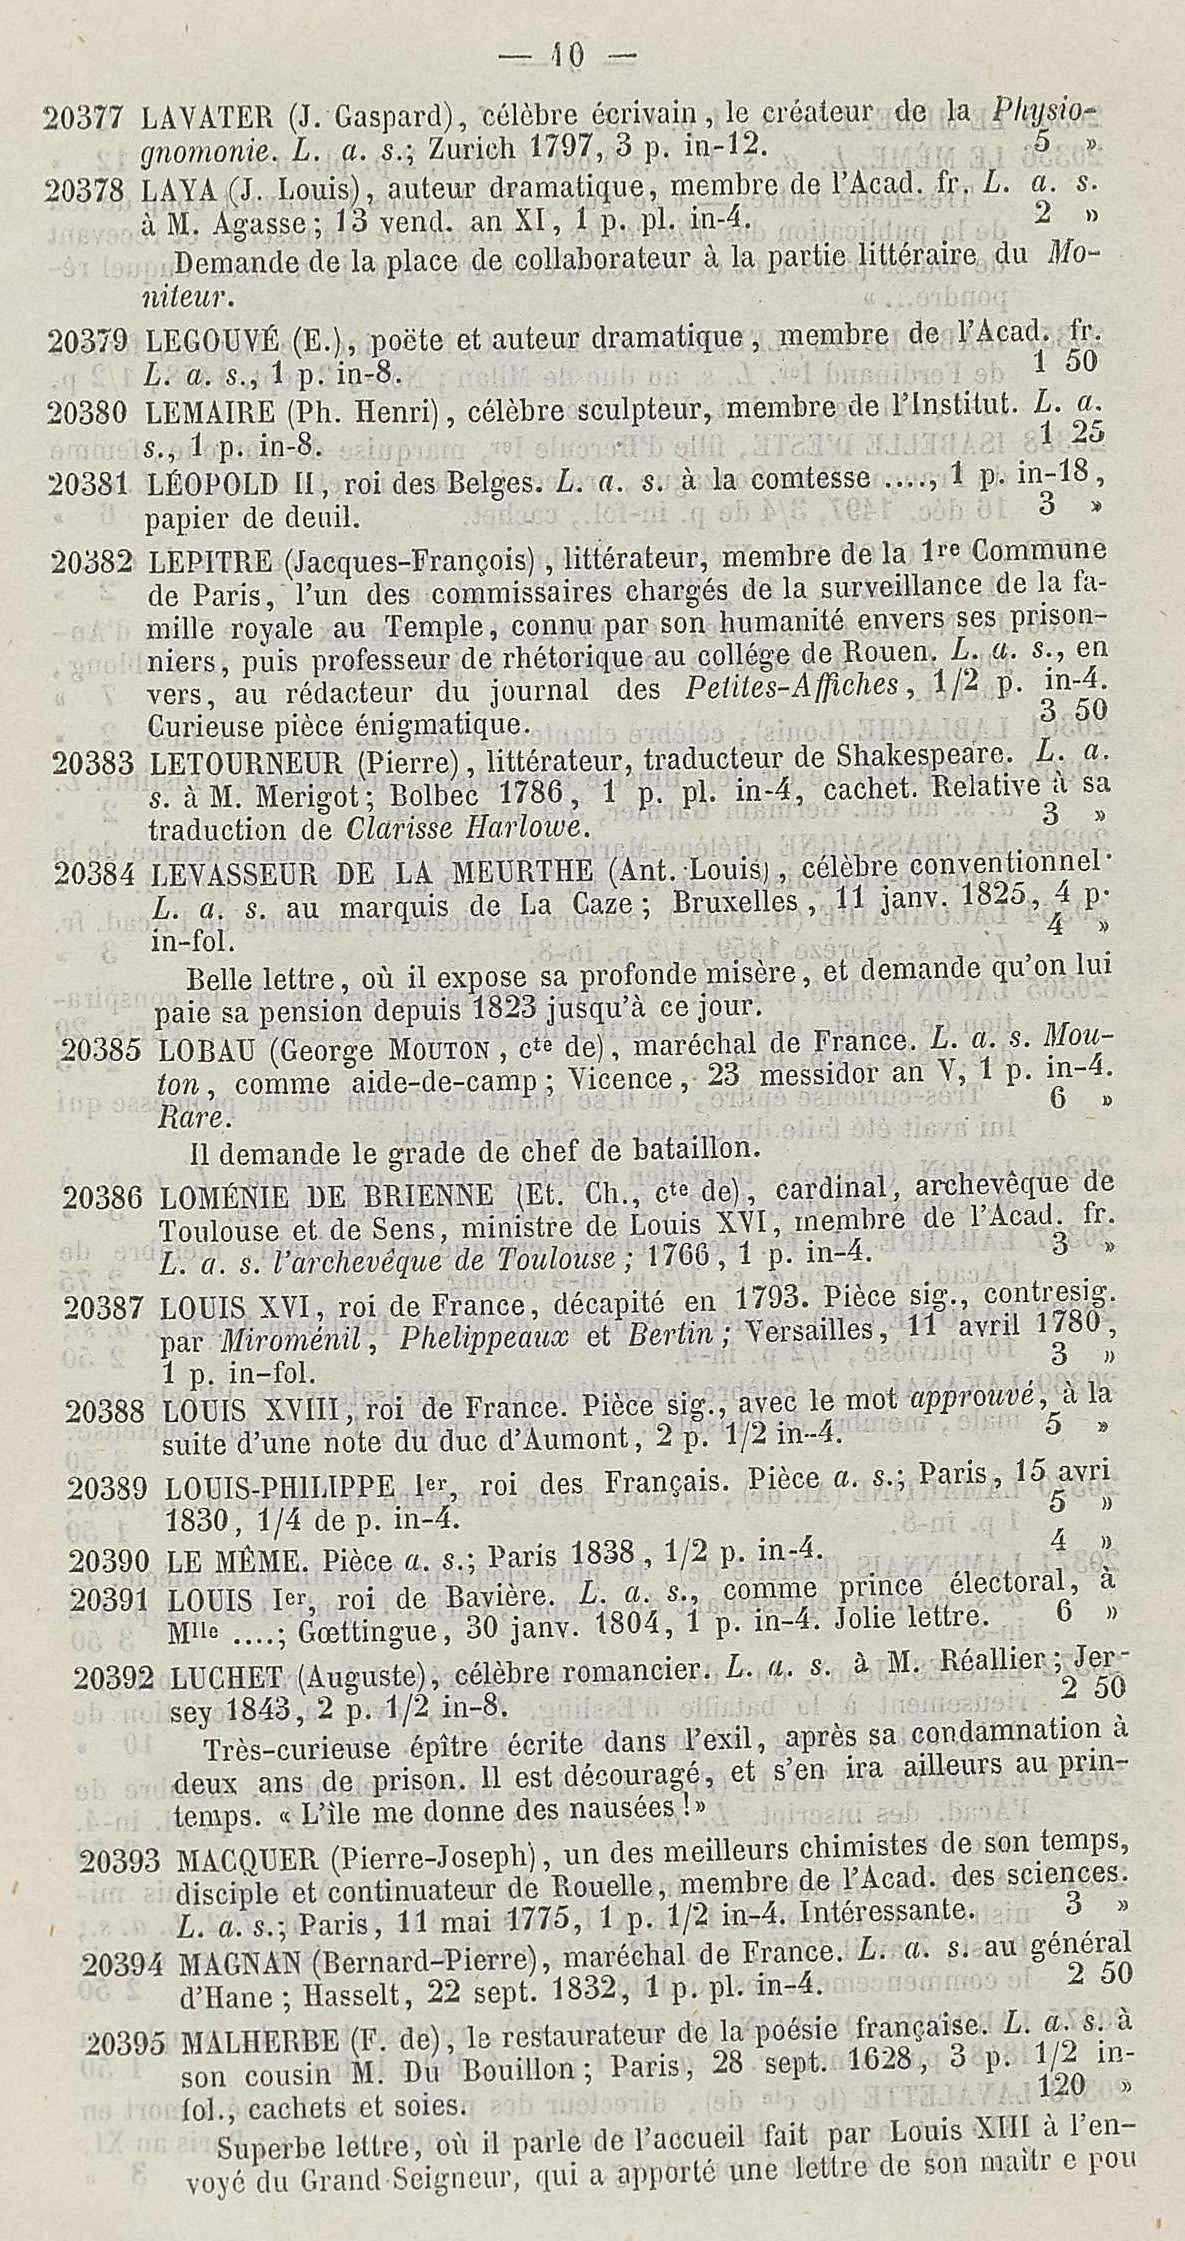 — 10 —
20377 LAVATER (J. Gaspard), célèbre écrivain, le créateur de la Physio-
gnomonie. L. a. s.; Zurich 1797, 3 p. in-12. 5 »
20378 LAYA (J. Louis), auteur dramatique, membre de l'Acad. fr. L. a. s.
à M. Agasse; 13 vend. an XI, 1 p. pl. in-4. 2 »
Demande de la place de collaborateur à la partie littéraire du Mo-
niteur.
20379 LEGOUVÉ (E.), poëte et auteur dramatique, membre de l'Acad. fr.
L. a. s., 1 p. in-8. 1 50
20380 LEMAIRE (Ph. Henri), célèbre sculpteur, membre de l'Institut. L. a.
s., 1 p. in-8. 1 25
20381 LÉOPOLD II, roi des Belges. L. a. s. à la comtesse ...., 1 p. in-18,
papier de deuil. 3 »
20382 LEPITRE (Jacques-François), littérateur, membre de la 1re Commune
de Paris, l'un des commissaires chargés de la surveillance de la fa-
mille royale au Temple, connu par son humanité envers ses prison-
niers, puis professeur de rhétorique au collége de Rouen. L. a. s., en
vers, au rédacteur du journal des Petites-Affiches, 1/2 p. in-4.
Curieuse pièce énigmatique. 3 50
20383 LETOURNEUR (Pierre), littérateur, traducteur de Shakespeare. L. a.
s. à M. Merigot; Bolbec 1786, 1 p. pl. in-4, cachet. Relative à sa
traduction de Clarisse Harlowe. 3 »
20384 LEVASSEUR DE LA MEURTHE (Ant. Louis), célèbre conventionnel·
L. a. s. au marquis de La Caze; Bruxelles, 11 janv. 1825, 4 p·
in-fol. 4 »
Belle lettre, où il expose sa profonde misère, et demande qu'on lui
paie sa pension depuis 1823 jusqu'à ce jour.
20385 LOBAU (George MOUTON, cte de), maréchal de France. L. a. s. Mou-
ton, comme aide-de-camp; Vicence, 23 messidor an V, 1 p. in-4.
Rare. 6 »
Il demande le grade de chef de bataillon.
20386 LOMÉNIE DE BRIENNE (Et. Ch., cte de), cardinal, archevêque de
Toulouse et de Sens, ministre de Louis XVI, membre de l'Acad. fr.
L. a. s. l'archevêque de Toulouse; 1766, 1 p. in-4. 3 »
20387 LOUIS XVI, roi de France, décapité en 1793. Pièce sig., contresig.
par Miroménil, Phelippeaux et Bertin; Versailles, 11 avril 1780,
1 p. in-fol. 3 »
20388 LOUIS XVIII, roi de France. Pièce sig., avec le mot approuvé, à la
suite d'une note du duc d'Aumont, 2 p. 1/2 in-4. 5 »
20389 LOUIS-PHILIPPE Ier, roi des Français. Pièce a. s.; Paris, 15 avri
1830, 1/4 de p. in-4. 5 »
20390 LE MÊME. Pièce a. s.; Paris 1838, 1/2 p. in-4. 4 »
20391 LOUIS Ier, roi de Bavière. L. a. s., comme prince électoral, à
Mlle ....; Gœttingue, 30 janv. 1804, 1 p. in-4. Jolie lettre. 6 »
20392 LUCHET (Auguste), célèbre romancier. L. a. s. à M. Réallier; Jer-
sey 1843, 2 p. 1/2 in-8. 2 50
Très-curieuse épître écrite dans l'exil, après sa condamnation à
deux ans de prison. Il est découragé, et s'en ira ailleurs au prin-
temps. « L'île me donne des nausées!»
20393 MACQUER (Pierre-Joseph), un des meilleurs chimistes de son temps,
disciple et continuateur de Rouelle, membre de l'Acad. des sciences.
L. a. s.; Paris, 11 mai 1775, 1 p. 1/2 in-4. Intéressante. 3 »
20394 MAGNAN (Bernard-Pierre), maréchal de France. L. a. s. au général
d'Hane; Hasselt, 22 sept. 1832, 1 p. pl. in-4. 2 50
20395 MALHERBE (F. de), le restaurateur de la poésie française. L. a. s. à
son cousin M. Du Bouillon; Paris, 28 sept. 1628, 3 p. 1/2 in-
fol., cachets et soies. 120 »
Superbe lettre, où il parle de l'accueil fait par Louis XIII à l'en-
voyé du Grand Seigneur, qui a apporté une lettre de son maitr e pou